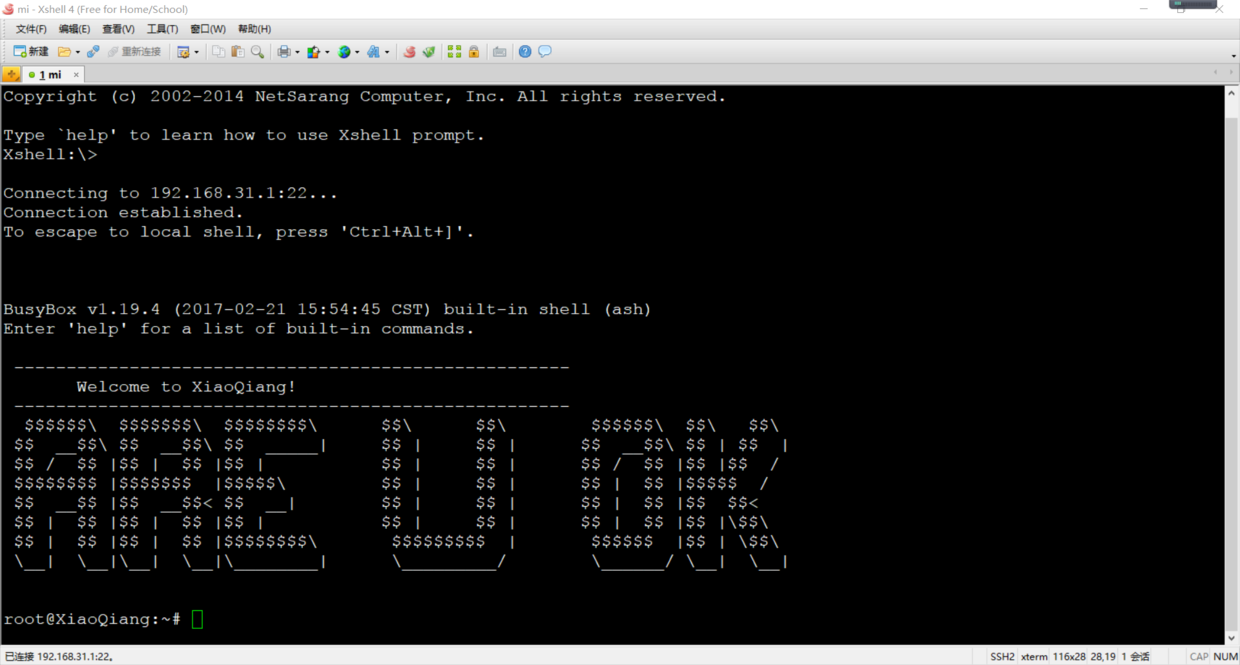 mi - Xshell 4 (Free for Home/School)
文件(F) 编辑(E) 查看(V) 工具(T) 窗口(W) 帮助(H)
新建 重新连接
1 mi ×
Copyright (c) 2002-2014 NetSarang Computer, Inc. All rights reserved.
Type `help' to learn how to use Xshell prompt.
Xshell:\>
Connecting to 192.168.31.1:22...
Connection established.
To escape to local shell, press 'Ctrl+Alt+]'.
BusyBox v1.19.4 (2017-02-21 15:54:45 CST) built-in shell (ash)
Enter 'help' for a list of built-in commands.
-----------------------------------------------------
Welcome to XiaoQiang!
-----------------------------------------------------
 $$$$$$\  $$$$$$$\  $$$$$$$$\      $$\      $$\        $$$$$$\  $$\   $$\
$$  __$$\ $$  __$$\ $$  _____|     $$ |     $$ |      $$  __$$\ $$ | $$  |
$$ /  $$ |$$ |  $$ |$$ |           $$ |     $$ |      $$ /  $$ |$$ |$$  /
$$$$$$$$ |$$$$$$$  |$$$$$\         $$ |     $$ |      $$ |  $$ |$$$$$  /
$$  __$$ |$$  __$$< $$  __|        $$ |     $$ |      $$ |  $$ |$$  $$<
$$ |  $$ |$$ |  $$ |$$ |           $$ |     $$ |      $$ |  $$ |$$ |\$$\
$$ |  $$ |$$ |  $$ |$$$$$$$$\       $$$$$$$$$  |       $$$$$$  |$$ | \$$\
\__|  \__|\__|  \__|\________|      \_________/        \______/ \__|  \__|
root@XiaoQiang:~#
已连接 192.168.31.1:22。 SSH2 xterm 116x28 28,19 1 会话 CAP NUM